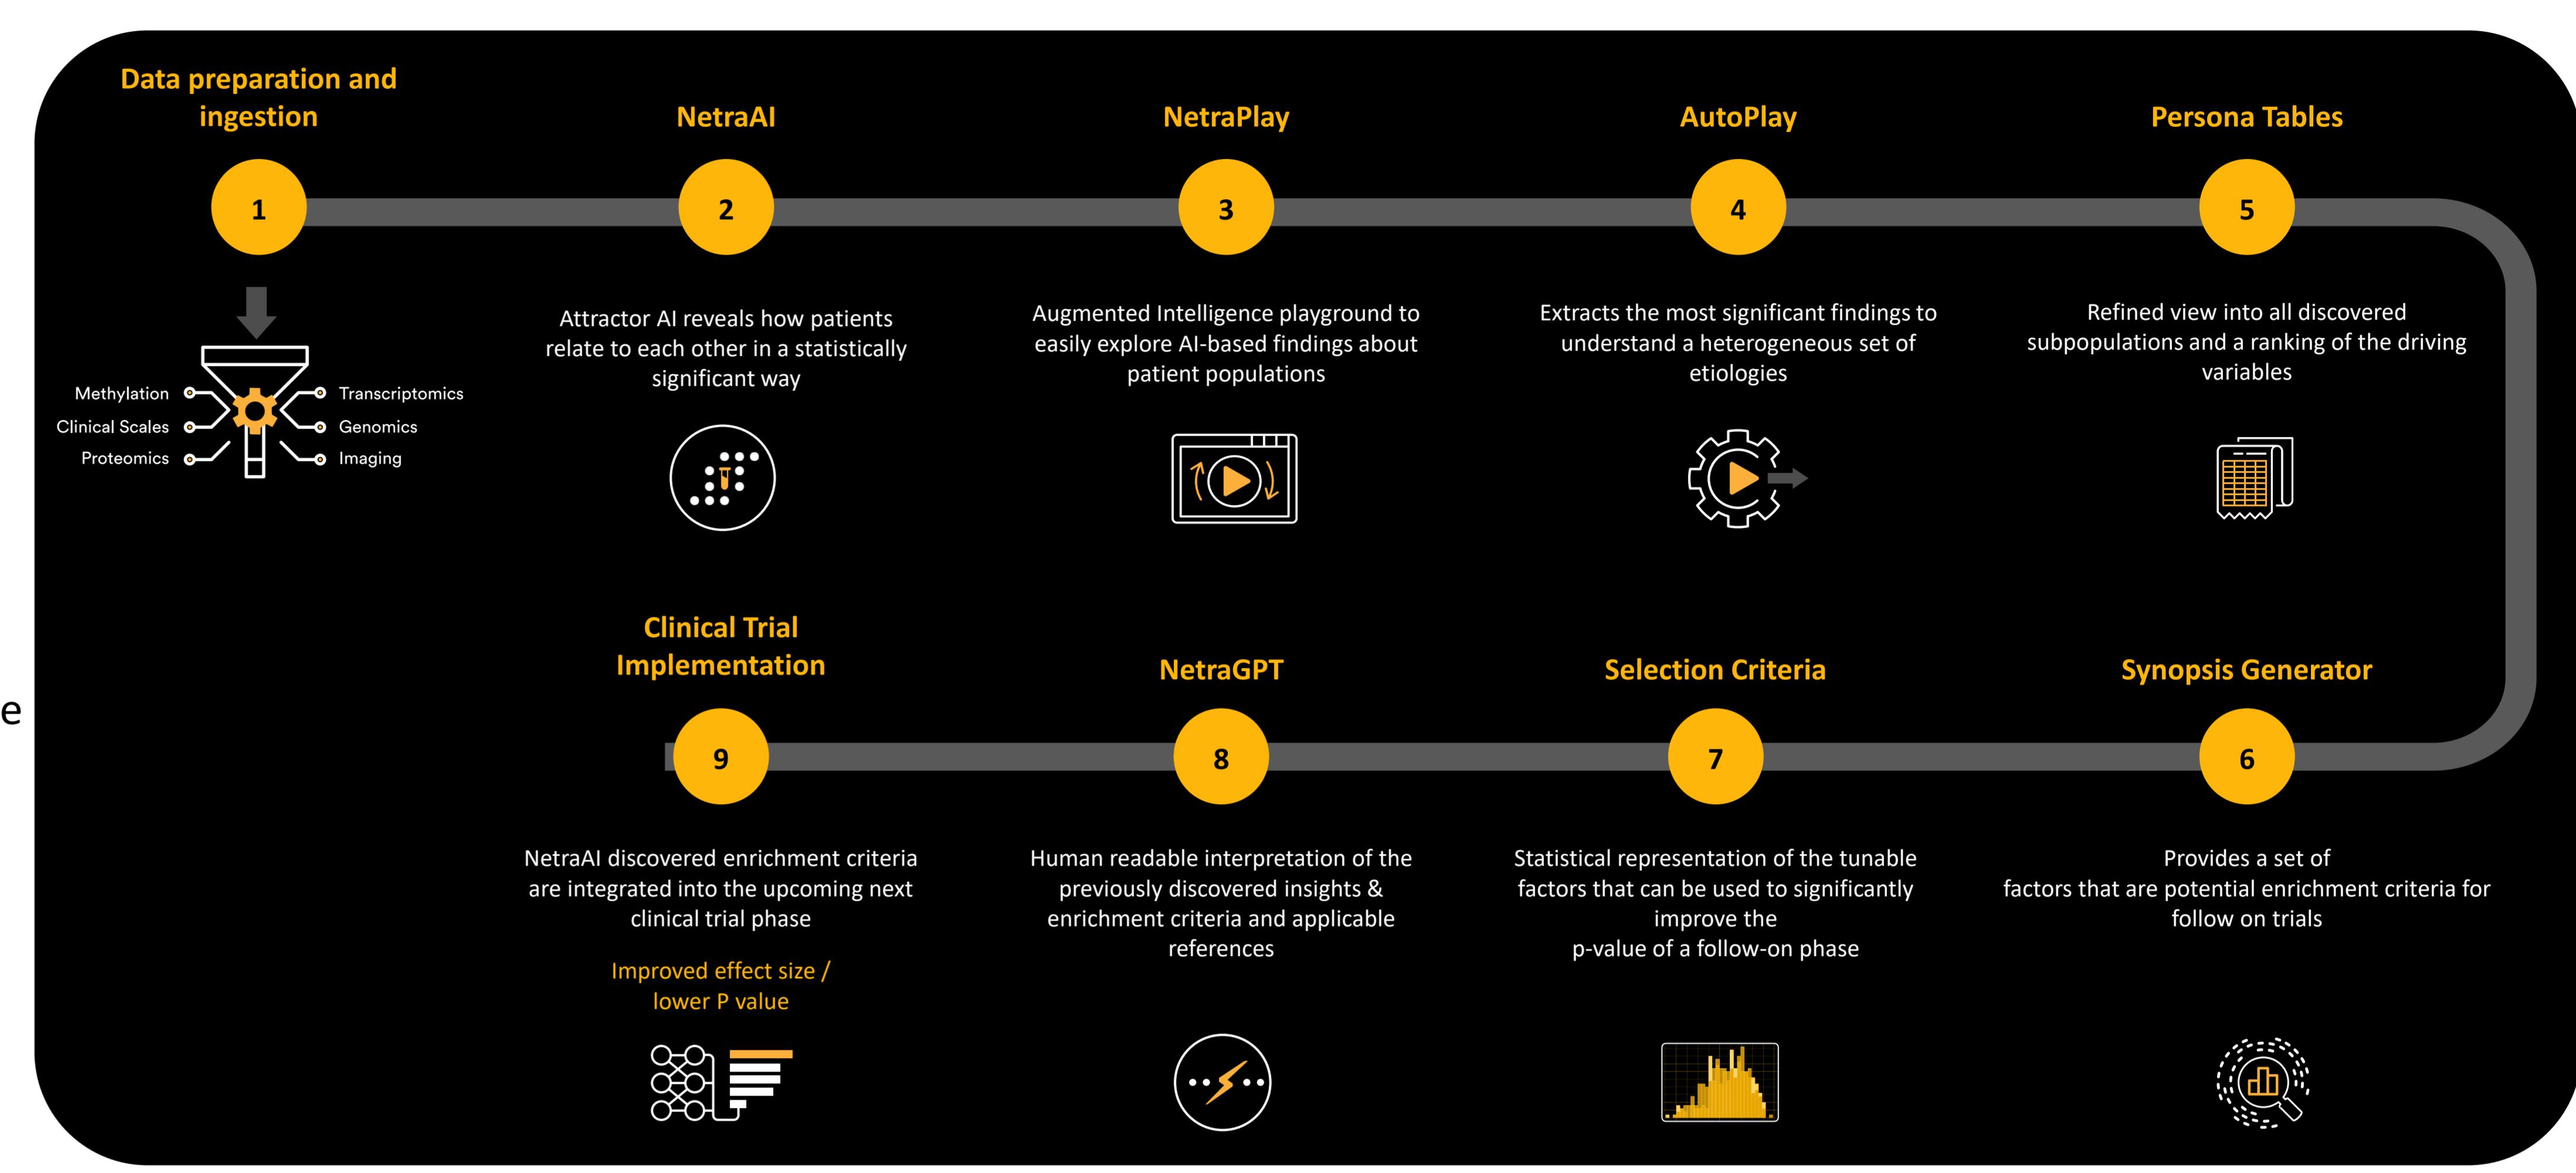 Data preparation and
ingestion
1
Methylation
Clinical Scales
Proteomics
Transcriptomics
Genomics
Imaging
NetraAI
2
Attractor AI reveals how patients
relate to each other in a statistically
significant way
NetraPlay
3
Augmented Intelligence playground to
easily explore AI-based findings about
patient populations
AutoPlay
4
Extracts the most significant findings to
understand a heterogeneous set of
etiologies
Persona Tables
5
Refined view into all discovered
subpopulations and a ranking of the driving
variables
Synopsis Generator
6
Provides a set of
factors that are potential enrichment criteria for
follow on trials
Selection Criteria
7
Statistical representation of the tunable
factors that can be used to significantly
improve the
p-value of a follow-on phase
NetraGPT
8
Human readable interpretation of the
previously discovered insights &
enrichment criteria and applicable
references
Clinical Trial
Implementation
9
NetraAI discovered enrichment criteria
are integrated into the upcoming next
clinical trial phase
Improved effect size /
lower P value
e